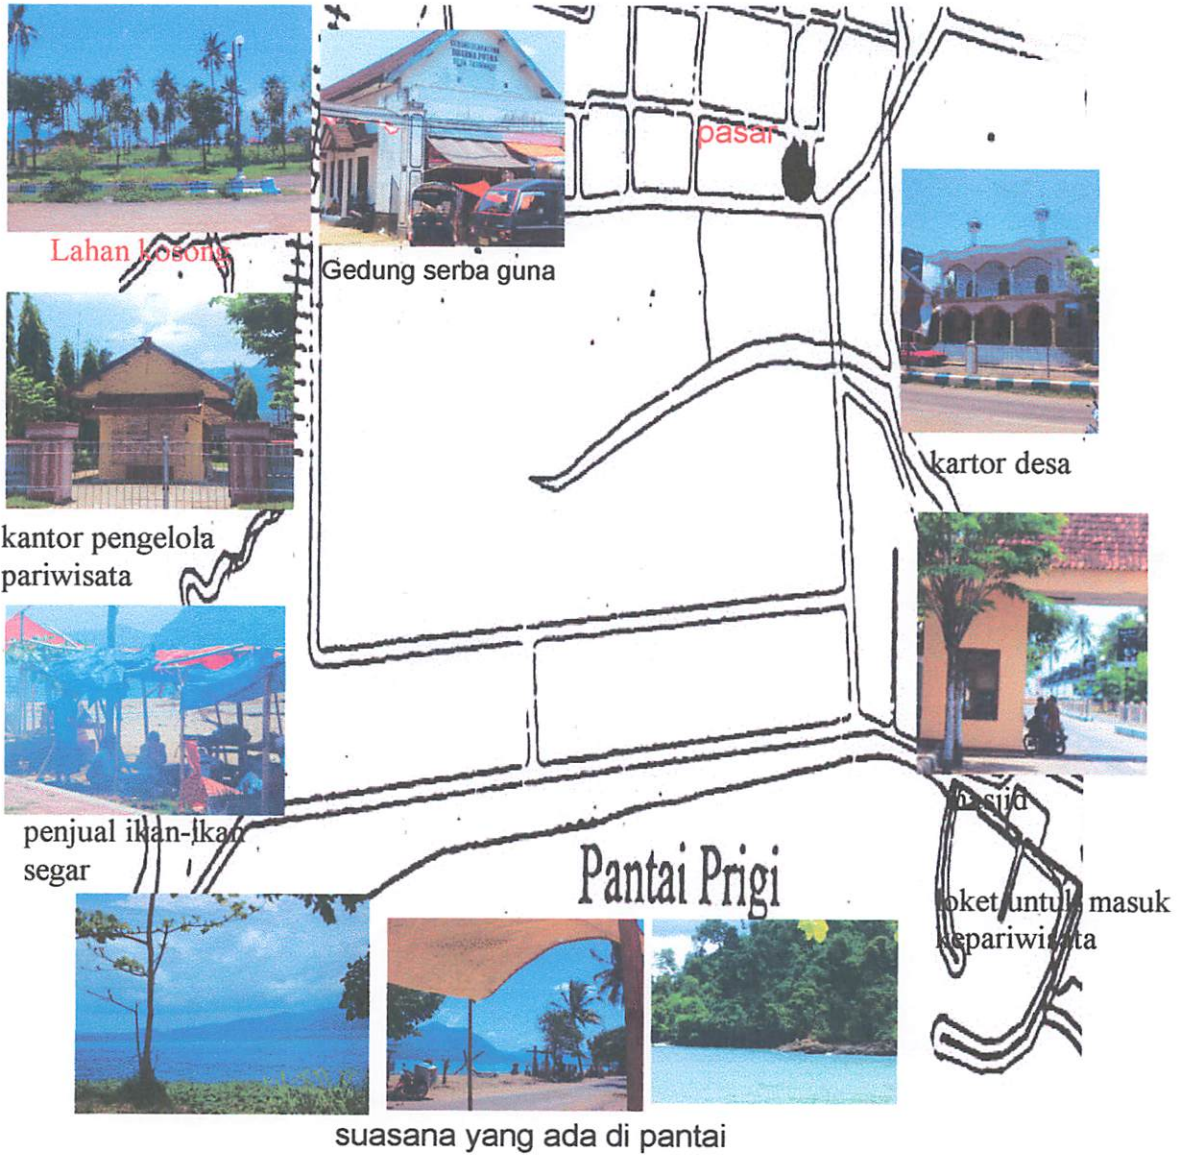 pasar
Lahan kosong
Gedung serba guna
kartor desa
kantor pengelola
pariwisata
masjid
penjual ikan-ikan
segar
Pantai Prigi
loket untuk masuk
kepariwisata
suasana yang ada di pantai